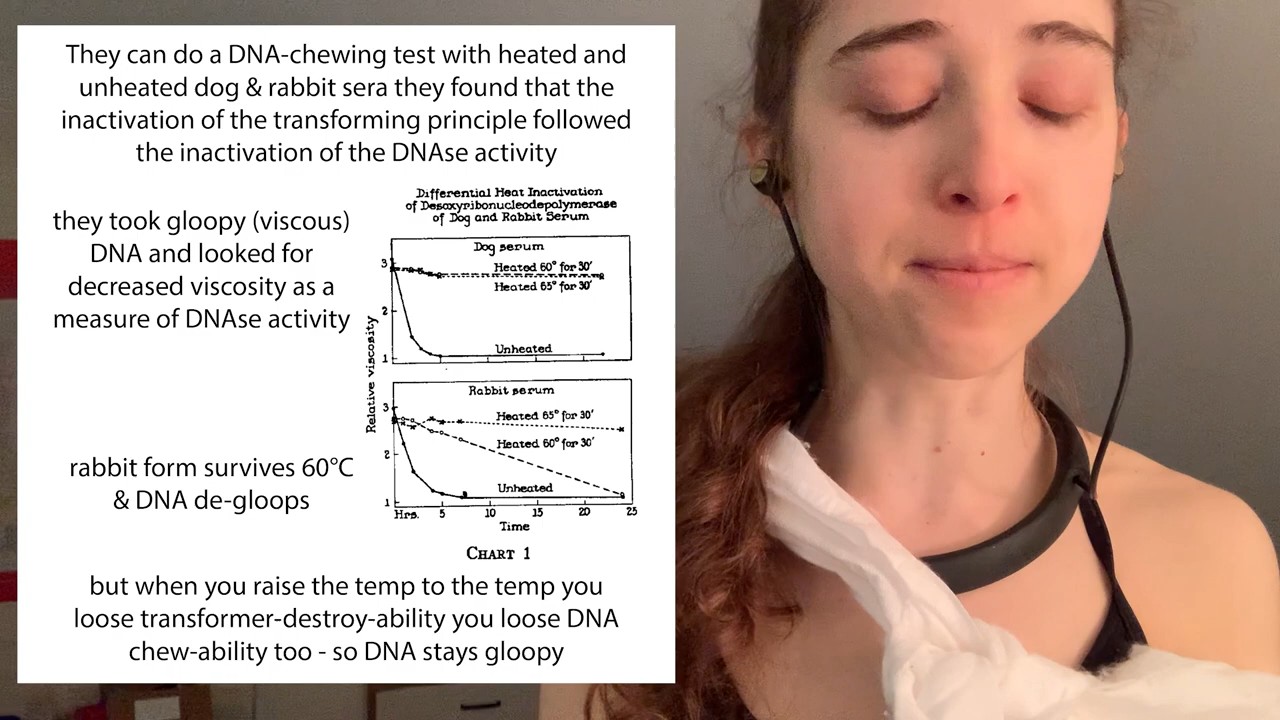 They can do a DNA-chewing test with heated and
unheated dog & rabbit sera they found that the
inactivation of the transforming principle followed
the inactivation of the DNAse activity
they took gloopy (viscous)
DNA and looked for
decreased viscosity as a
measure of DNAse activity
Differential Heat Inactivation
of Desoxyribonucleodepolymerase
of Dog and Rabbit Serum
Dog serum
Heated 60° for 30'
Heated 65° for 30'
Unheated
3
2
1
Relative viscosity
Rabbit serum
Heated 65° for 30'
Heated 60° for 30'
Unheated
3
2
1
Hrs. 5 10 15 20 25
Time
CHART 1
rabbit form survives 60°C
& DNA de-gloops
but when you raise the temp to the temp you
loose transformer-destroy-ability you loose DNA
chew-ability too - so DNA stays gloopy